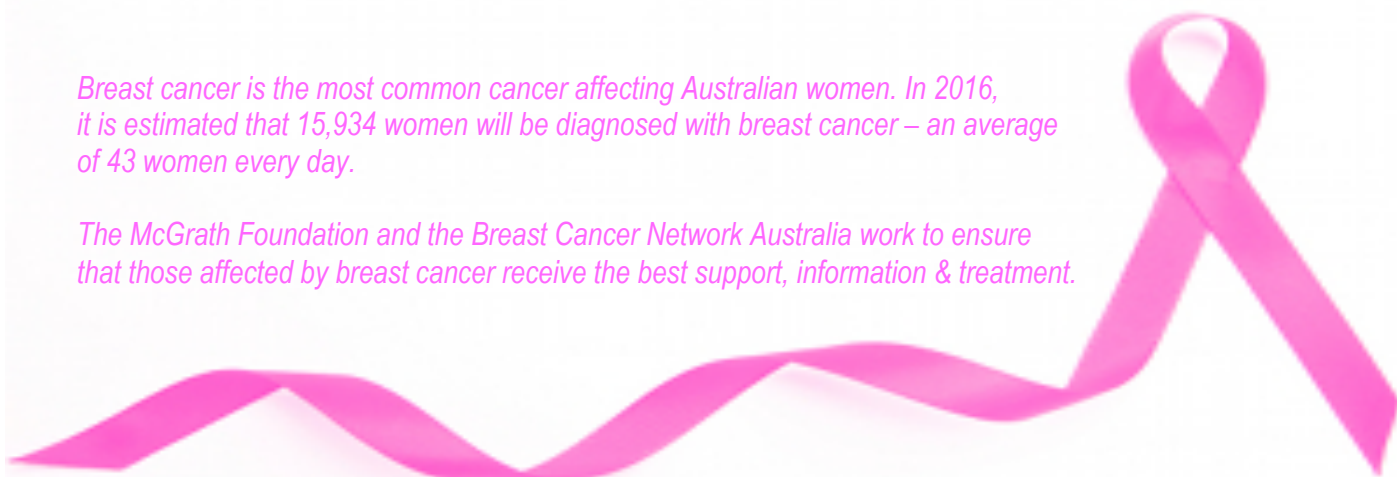 Breast cancer is the most common cancer affecting Australian women. In 2016,
it is estimated that 15,934 women will be diagnosed with breast cancer – an average
of 43 women every day.
The McGrath Foundation and the Breast Cancer Network Australia work to ensure
that those affected by breast cancer receive the best support, information & treatment.